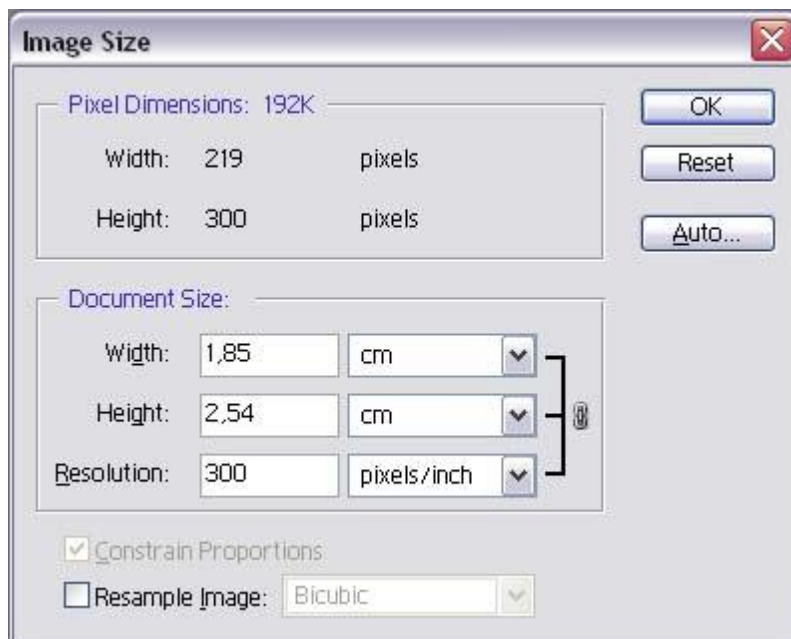 Image Size
Pixel Dimensions: 192K
Width: 219 pixels
Height: 300 pixels
OK
Reset
Auto...
Document Size:
Width: 1,85 cm
Height: 2,54 cm
Resolution: 300 pixels/inch
Constrain Proportions
Resample Image: Bicubic